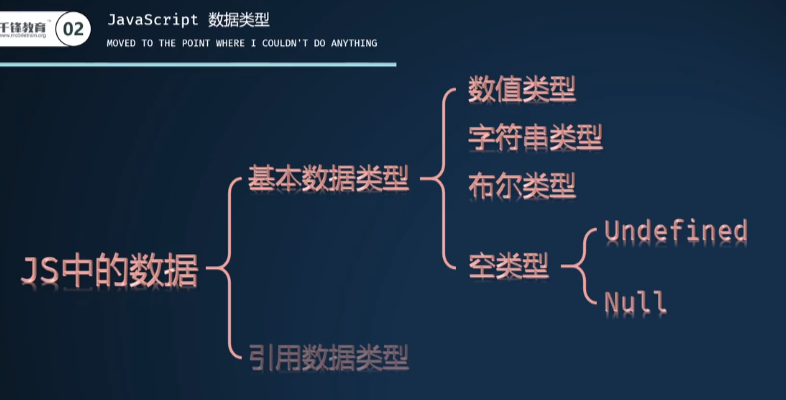 千锋教育
www.mobiletrain.org
02
JavaScript 数据类型
MOVED TO THE POINT WHERE I COULDN'T DO ANYTHING
JS中的数据
基本数据类型
数值类型
字符串类型
布尔类型
空类型
Undefined
Null
引用数据类型